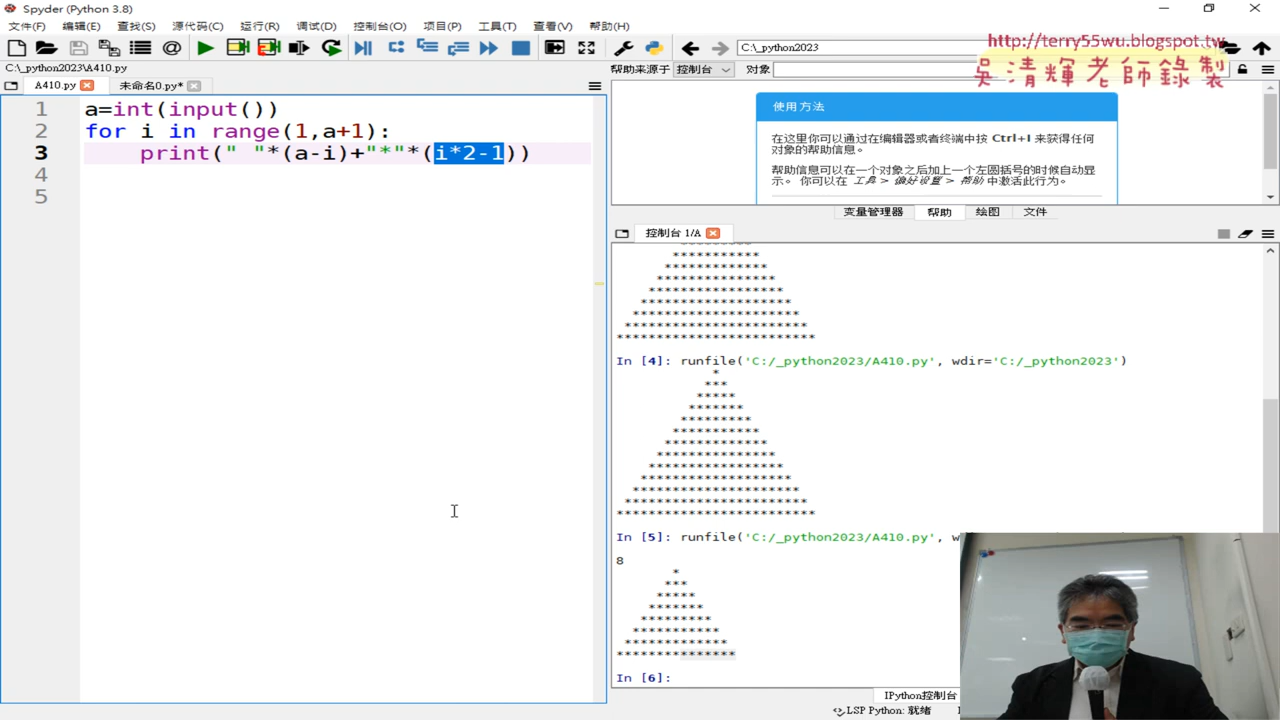 Spyder (Python 3.8)
文件(F) 编辑(E) 查找(S) 源代码(C) 运行(R) 调试(D) 控制台(O) 项目(P) 工具(T) 查看(V) 帮助(H)
C:\_python2023
http://terry55wu.blogspot.tw
吳清輝老師錄製
C:\_python2023\A410.py
帮助来源于 控制台 对象
A410.py 未命名0.py*
1 a=int(input())
2 for i in range(1,a+1):
3 print(" "*(a-i)+"*"*(i*2-1))
4
5
使用方法
在这里你可以通过在编辑器或者终端中按 Ctrl+I 来获得任何
对象的帮助信息。
帮助信息可以在一个对象之后加上一个左圆括号的时候自动显
示。 你可以在 工具 > 偏好设置 > 帮助 中激活此行为。
变量管理器 帮助 绘图 文件
控制台 1/A
***********
*************
***************
*****************
*******************
*********************
***********************
*************************
In [4]: runfile('C:/_python2023/A410.py', wdir='C:/_python2023')
*
***
*****
*******
*********
***********
*************
***************
*****************
*******************
*********************
***********************
*************************
In [5]: runfile('C:/_python2023/A410.py',
8
*
***
*****
*******
*********
***********
*************
***************
In [6]:
IPython控制台
LSP Python: 就绪